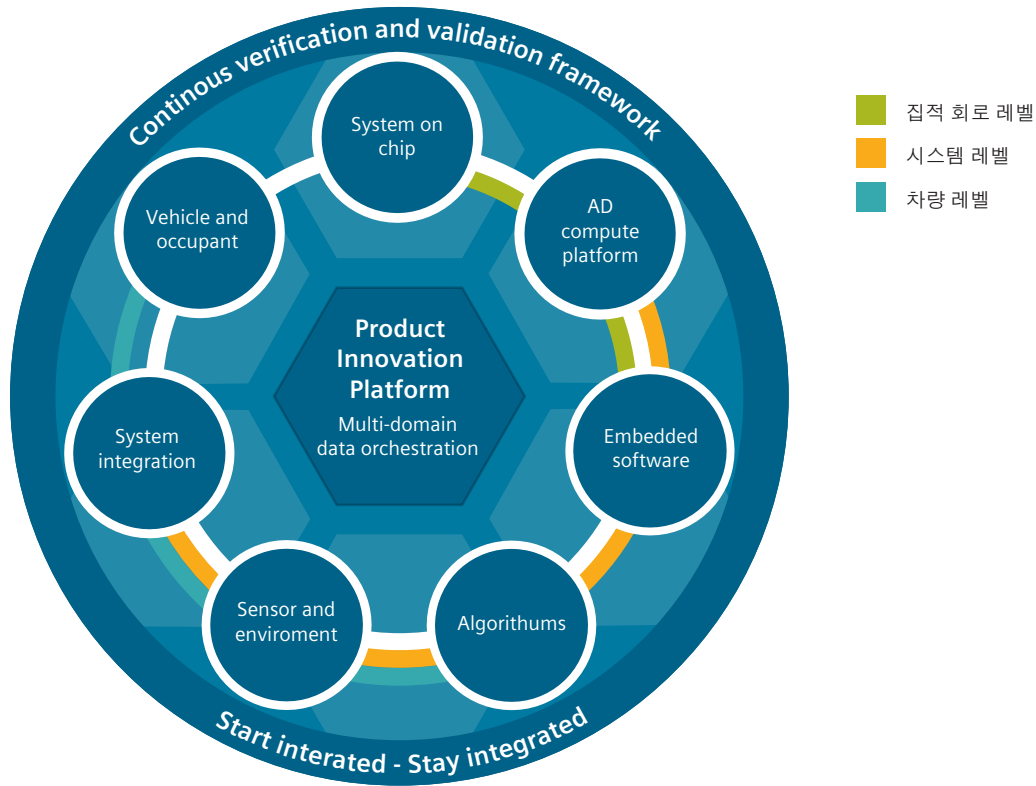 Continous verification and validation framework
System on
chip
AD
compute
platform
Embedded
software
Algorithums
Sensor and
enviroment
System
integration
Vehicle and
occupant
Product
Innovation
Platform
Multi-domain
data orchestration
Start interated - Stay integrated
집적 회로 레벨
시스템 레벨
차량 레벨